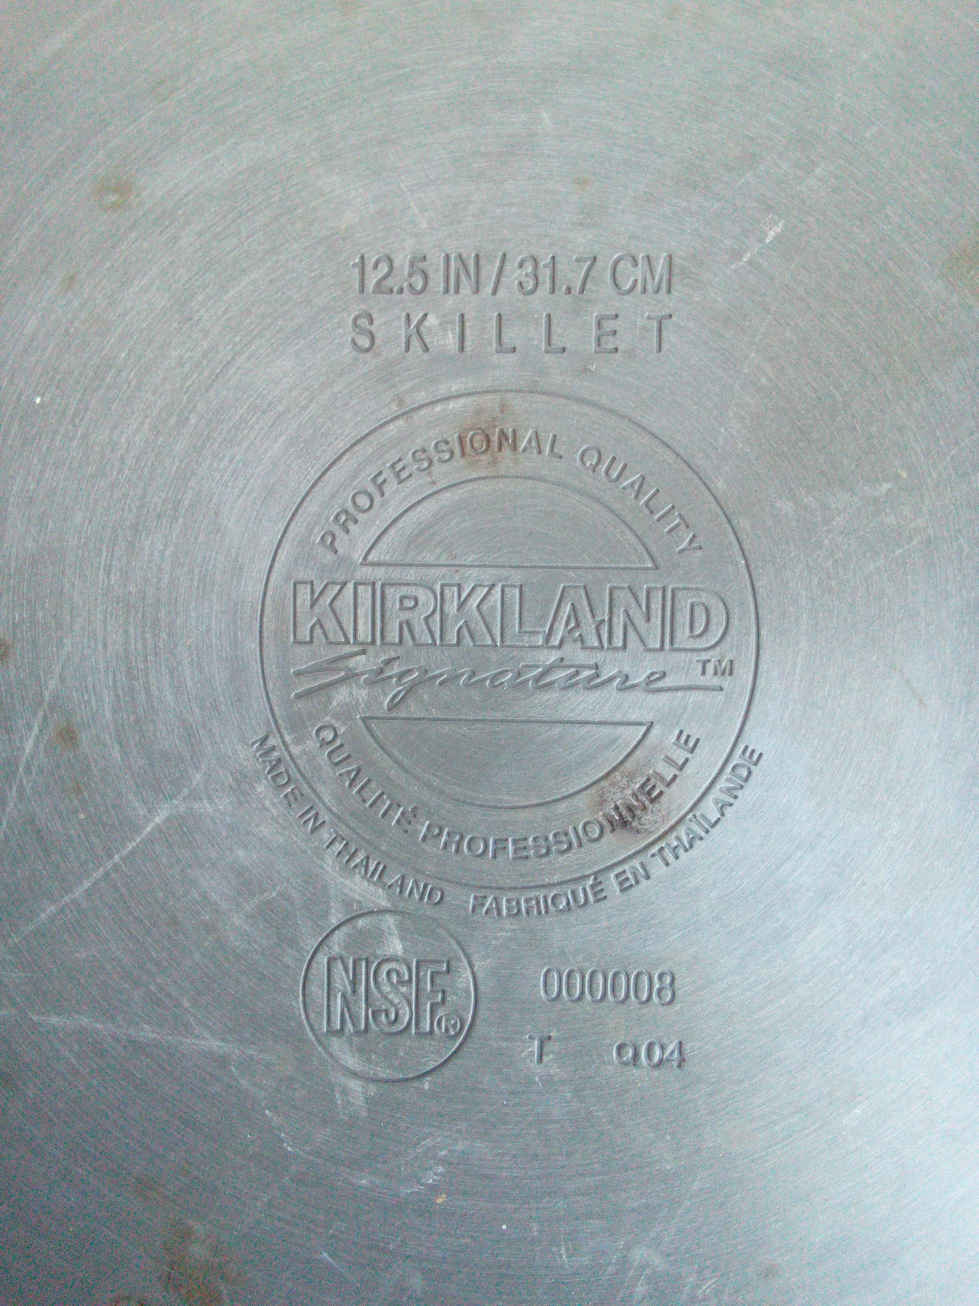 12.5 IN/31.7 CM
SKILLET
PROFESSIONAL QUALITY
KIRKLAND
Signature™
QUALITÉ PROFESSIONNELLE
MADE IN THAILAND FABRIQUÉ EN THAÏLANDE
NSF®
000008
T Q04